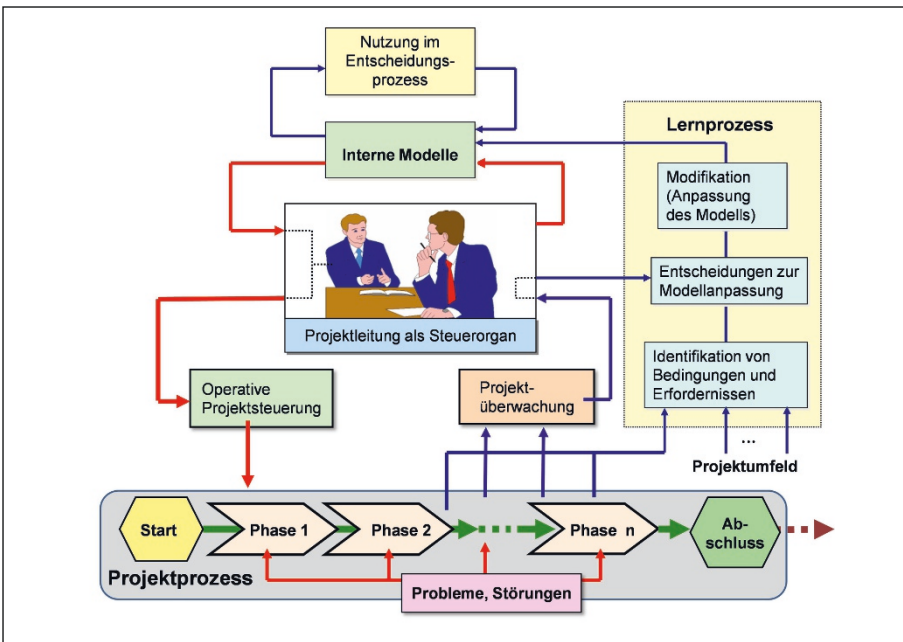 Nutzung im
Entscheidungs-
prozess
Lernprozess
Interne Modelle
Modifikation
(Anpassung
des Modells)
Entscheidungen zur
Modellanpassung
Projektleitung als Steuerorgan
Identifikation von
Bedingungen und
Erfordernissen
Operative
Projektsteuerung
Projekt-
überwachung
...
Projektumfeld
Start
Phase 1
Phase 2
Phase n
Ab-
schluss
Projektprozess
Probleme, Störungen